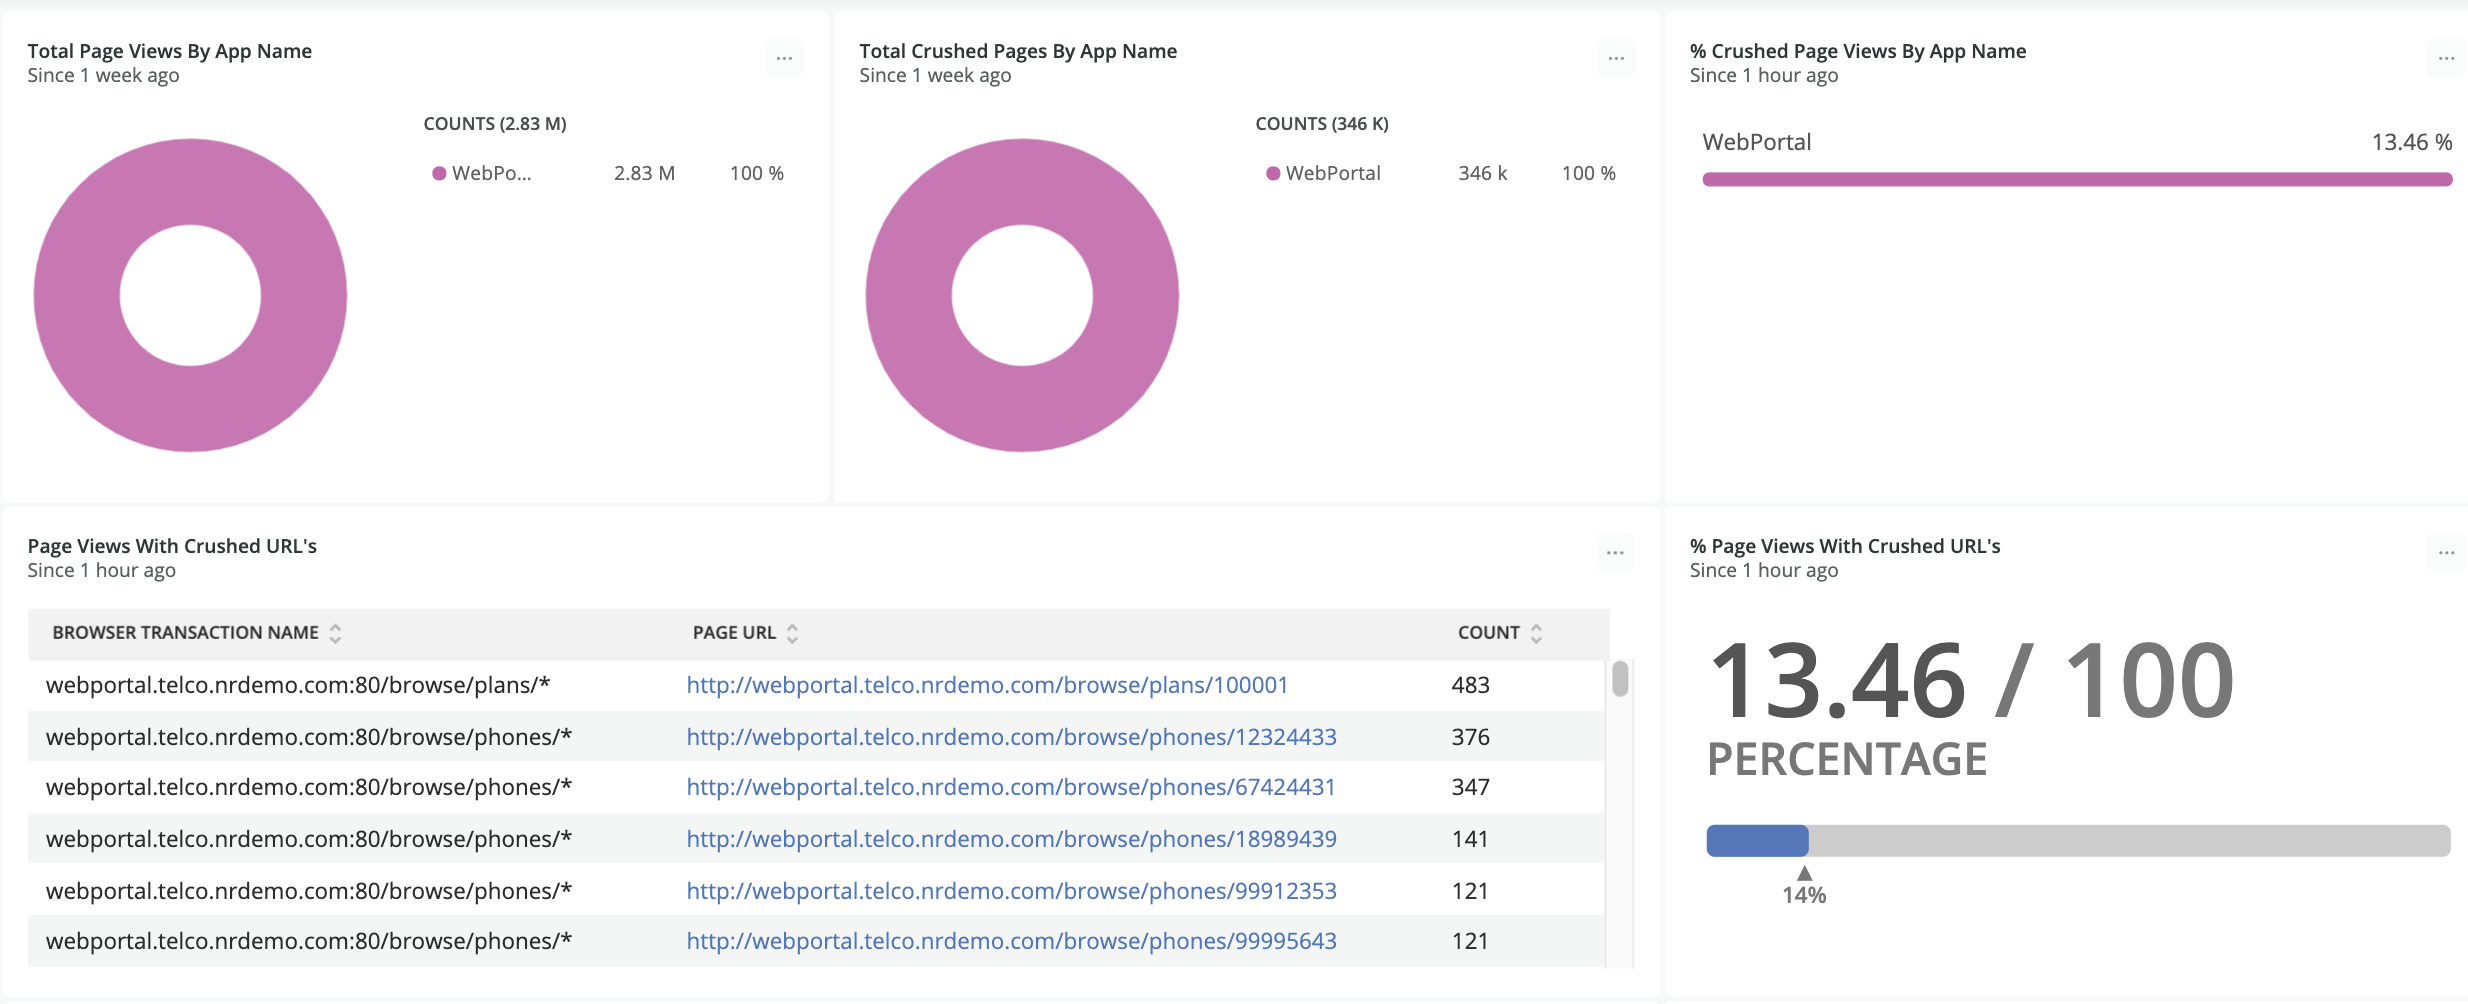 Total Page Views By App Name
Since 1 week ago
...
COUNTS (2.83 M)
WebPo... 2.83 M 100 %
Total Crushed Pages By App Name
Since 1 week ago
...
COUNTS (346 K)
WebPortal 346 k 100 %
% Crushed Page Views By App Name
Since 1 hour ago
...
WebPortal 13.46 %
Page Views With Crushed URL's
Since 1 hour ago
...
BROWSER TRANSACTION NAME PAGE URL COUNT
webportal.telco.nrdemo.com:80/browse/plans/* http://webportal.telco.nrdemo.com/browse/plans/100001 483
webportal.telco.nrdemo.com:80/browse/phones/* http://webportal.telco.nrdemo.com/browse/phones/12324433 376
webportal.telco.nrdemo.com:80/browse/phones/* http://webportal.telco.nrdemo.com/browse/phones/67424431 347
webportal.telco.nrdemo.com:80/browse/phones/* http://webportal.telco.nrdemo.com/browse/phones/18989439 141
webportal.telco.nrdemo.com:80/browse/phones/* http://webportal.telco.nrdemo.com/browse/phones/99912353 121
webportal.telco.nrdemo.com:80/browse/phones/* http://webportal.telco.nrdemo.com/browse/phones/99995643 121
% Page Views With Crushed URL's
Since 1 hour ago
...
13.46 / 100
PERCENTAGE
14%